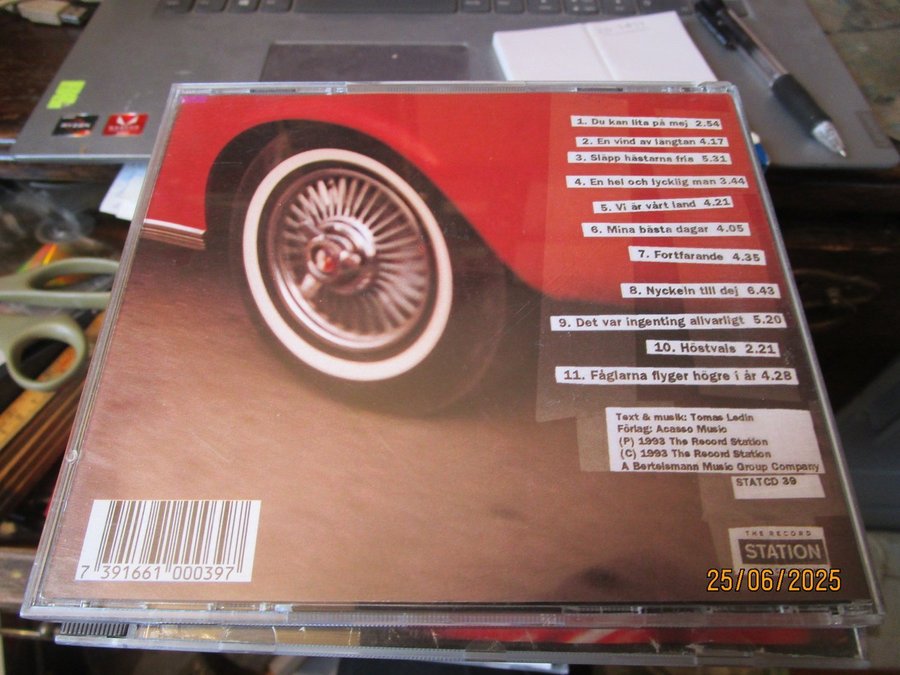 1. Du kan lita på mej 2.54
2. En vind av längtan 4.17
3. Släpp hästarna fria 5.31
4. En hel och lycklig man 3.44
5. Vi är vårt land 4.21
6. Mina bästa dagar 4.05
7. Fortfarande 4.35
8. Nyckeln till dej 6.43
9. Det var ingenting allvarligt 5.20
10. Höstvals 2.21
11. Fåglarna flyger högre i år 4.28
Text & musik: Tomas Ledin
Förlag: Acasso Music
(P) 1993 The Record Station
(C) 1993 The Record Station
A Bertelsmann Music Group Company
STATCD 39
THE RECORD
STATION
7 391661 000397
25/06/2025